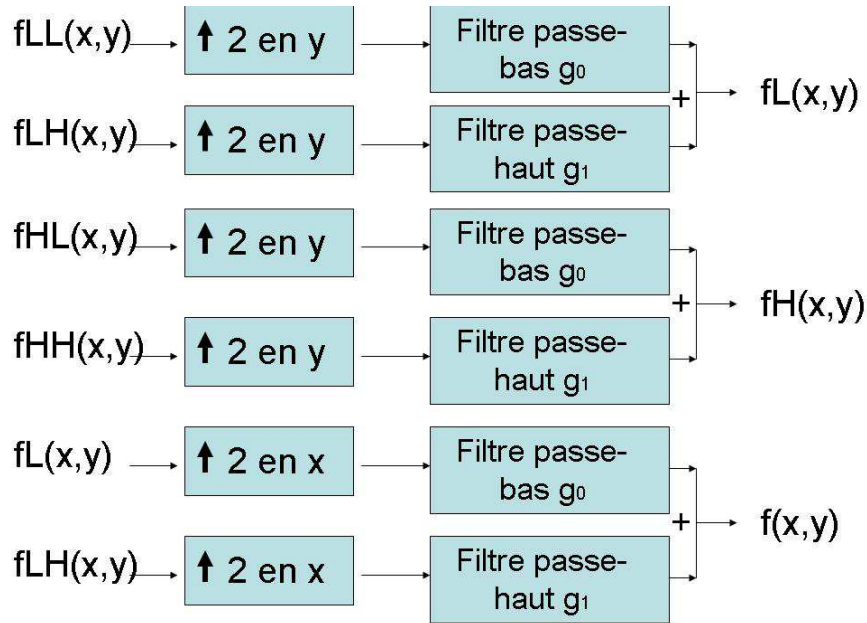 fLL(x,y)
↑ 2 en y
Filtre passe-
bas g₀
fL(x,y)
+
fLH(x,y)
↑ 2 en y
Filtre passe-
haut g₁
fHL(x,y)
↑ 2 en y
Filtre passe-
bas g₀
fH(x,y)
+
fHH(x,y)
↑ 2 en y
Filtre passe-
haut g₁
fL(x,y)
↑ 2 en x
Filtre passe-
bas g₀
f(x,y)
+
fLH(x,y)
↑ 2 en x
Filtre passe-
haut g₁